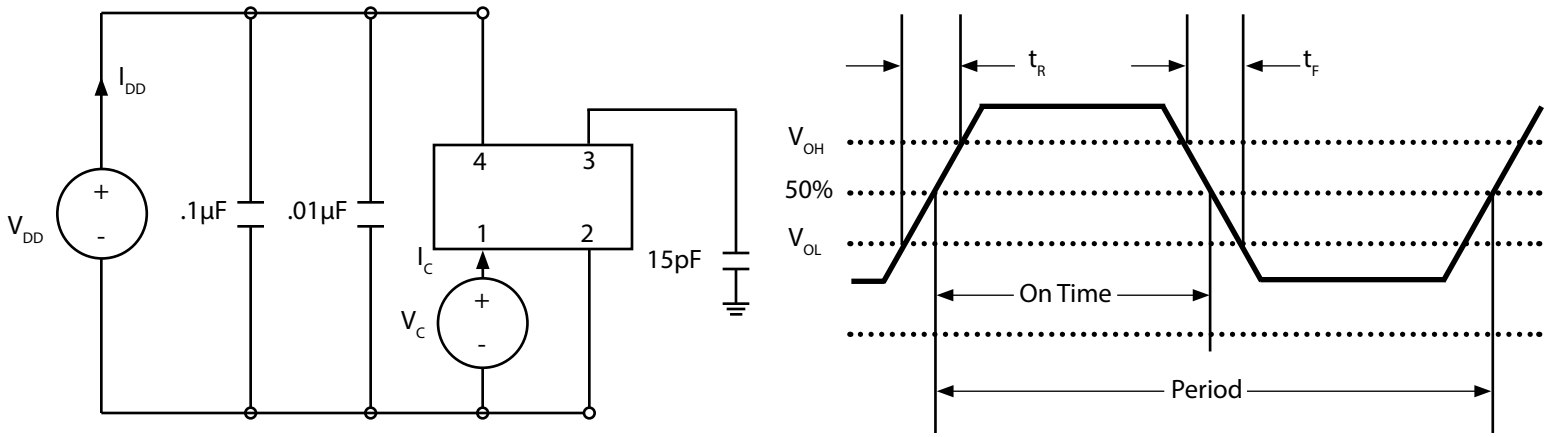 I_DD
+
-
V_DD
.1µF
.01µF
4
3
1
2
I_C
+
-
V_C
15pF
t_R
t_F
V_OH
50%
V_OL
On Time
Period